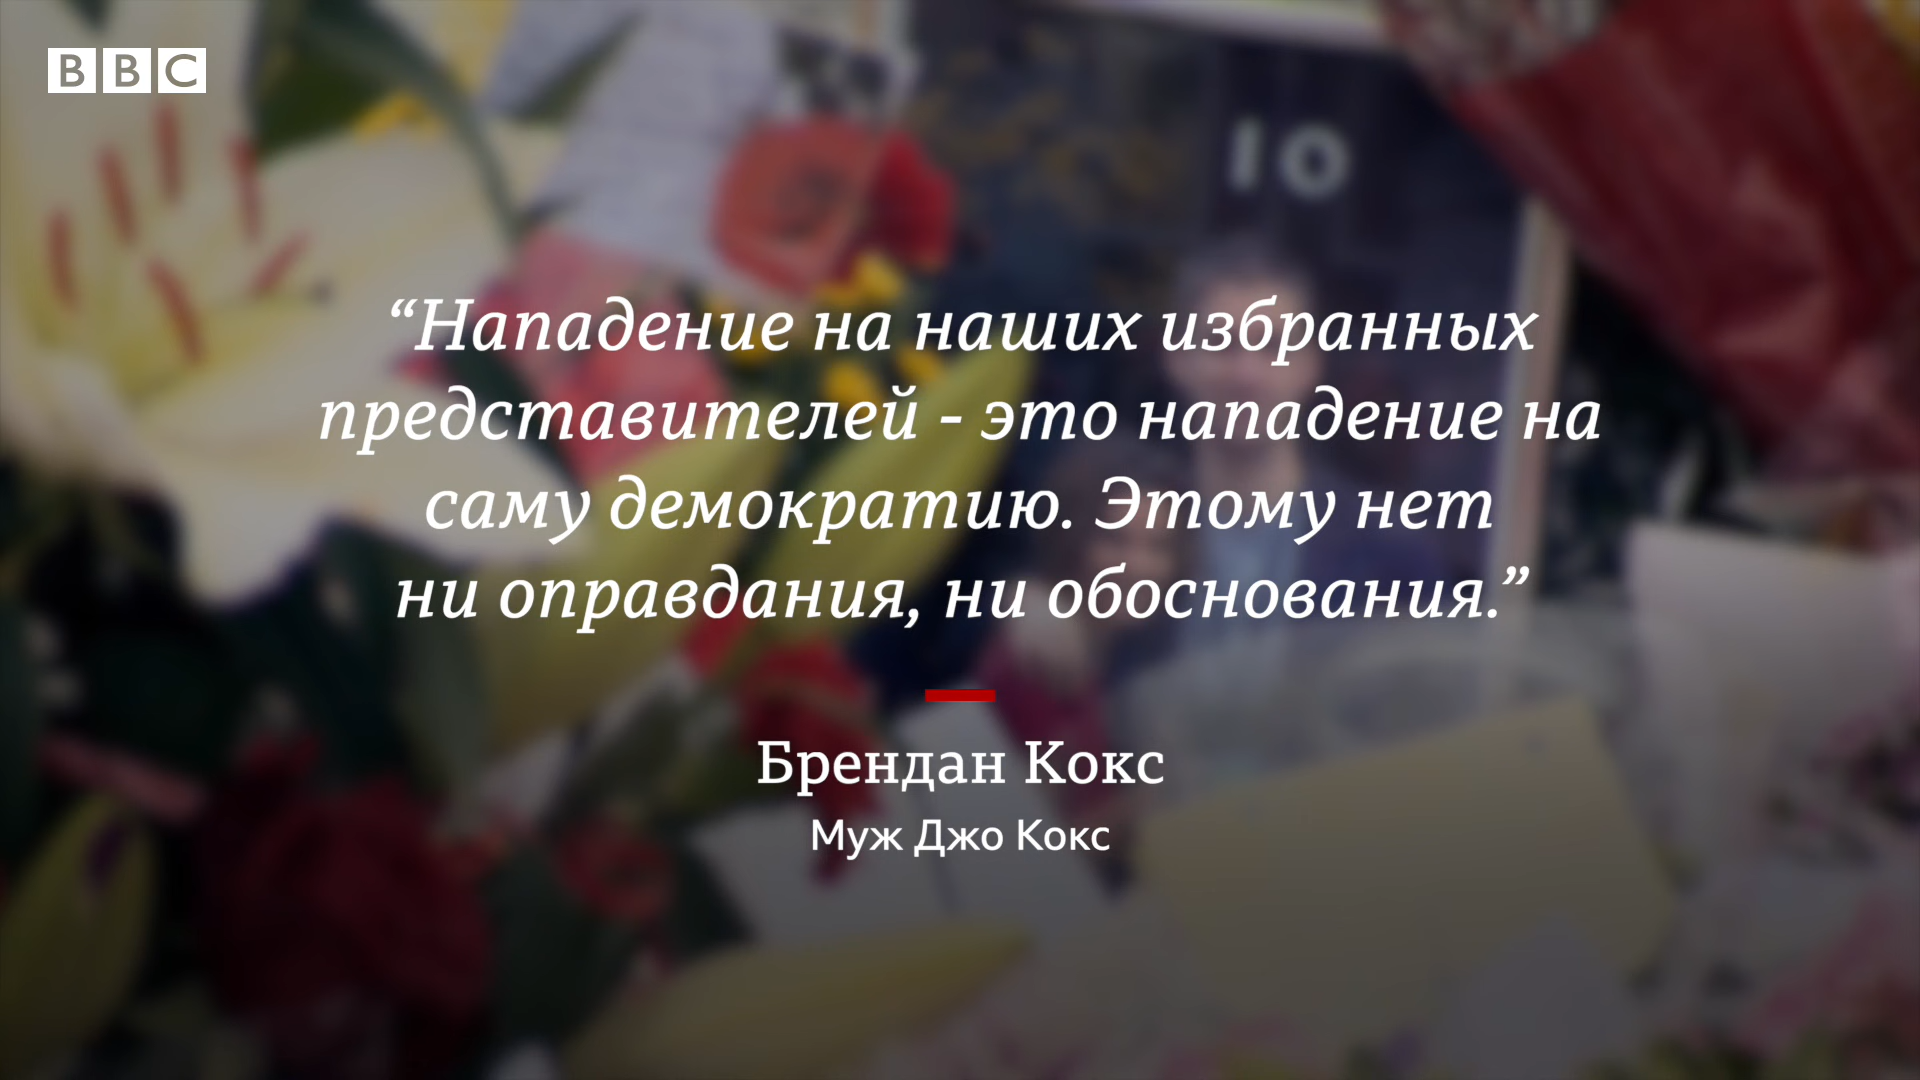 BBC
10
“Нападение на наших избранных
представителей - это нападение на
саму демократию. Этому нет
ни оправдания, ни обоснования.”
Брендан Кокс
Муж Джо Кокс